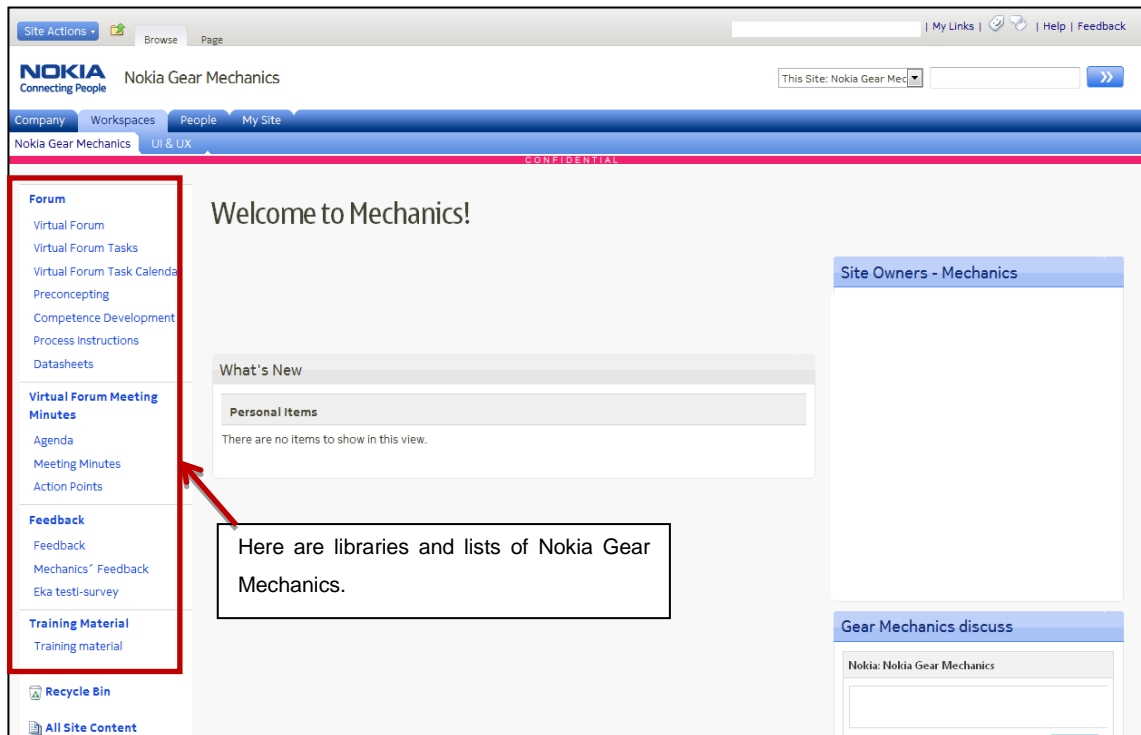 Site Actions
Browse
Page
| My Links | | Help | Feedback
NOKIA
Connecting People
Nokia Gear Mechanics
This Site: Nokia Gear Mec
Company Workspaces People My Site
Nokia Gear Mechanics UI & UX
CONFIDENTIAL
Forum
Virtual Forum
Virtual Forum Tasks
Virtual Forum Task Calenda
Preconcepting
Competence Development
Process Instructions
Datasheets
Virtual Forum Meeting
Minutes
Agenda
Meeting Minutes
Action Points
Feedback
Feedback
Mechanics´ Feedback
Eka testi-survey
Training Material
Training material
Recycle Bin
All Site Content
Welcome to Mechanics!
What's New
Personal Items
There are no items to show in this view.
Here are libraries and lists of Nokia Gear
Mechanics.
Site Owners - Mechanics
Gear Mechanics discuss
Nokia: Nokia Gear Mechanics